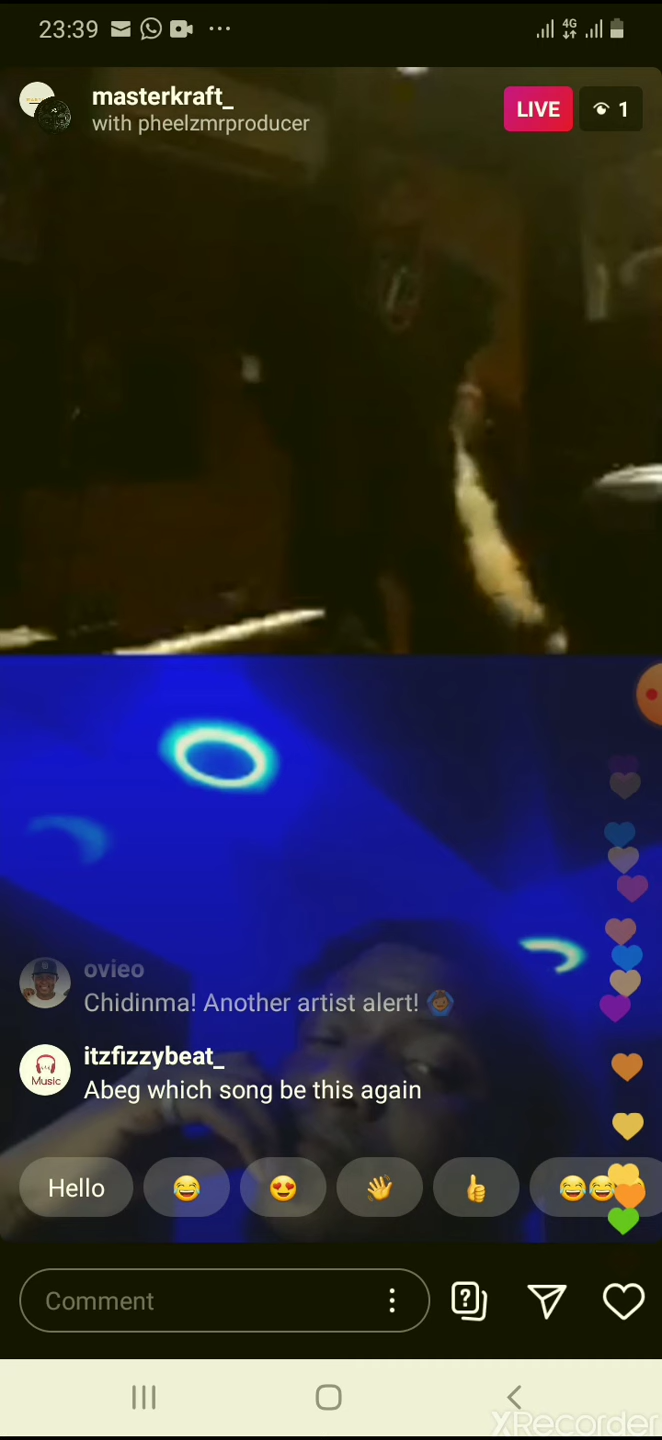 23:39
4G
masterkraft_
with pheelzmrproducer
LIVE
1
ovieo
Chidinma! Another artist alert! 🙆
Music
itzfizzybeat_
Abeg which song be this again
Hello
😂
😍
👋
👍
😂😂
Comment
XRecorder